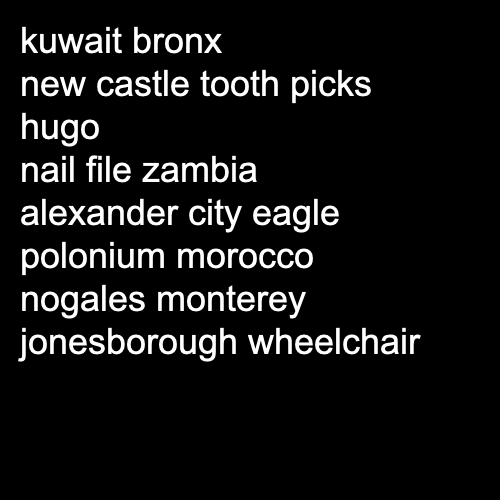 kuwait bronx
new castle tooth picks
hugo
nail file zambia
alexander city eagle
polonium morocco
nogales monterey
jonesborough wheelchair